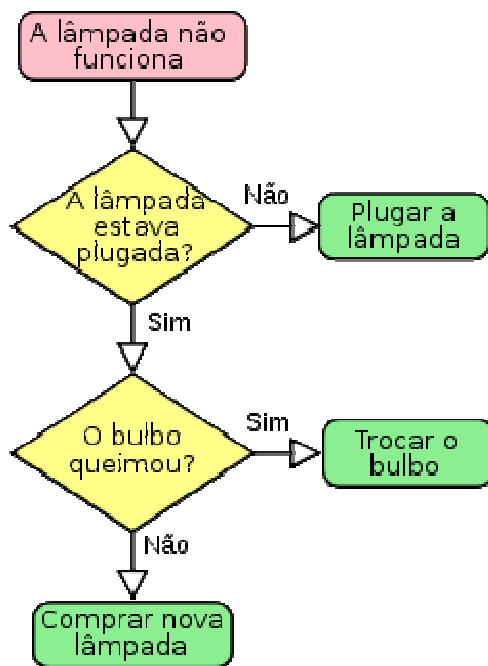 A lâmpada não
funciona
A lâmpada
estava
plugada?
Não
Plugar a
lâmpada
Sim
O bulbo
queimou?
Sim
Trocar o
bulbo
Não
Comprar nova
lâmpada